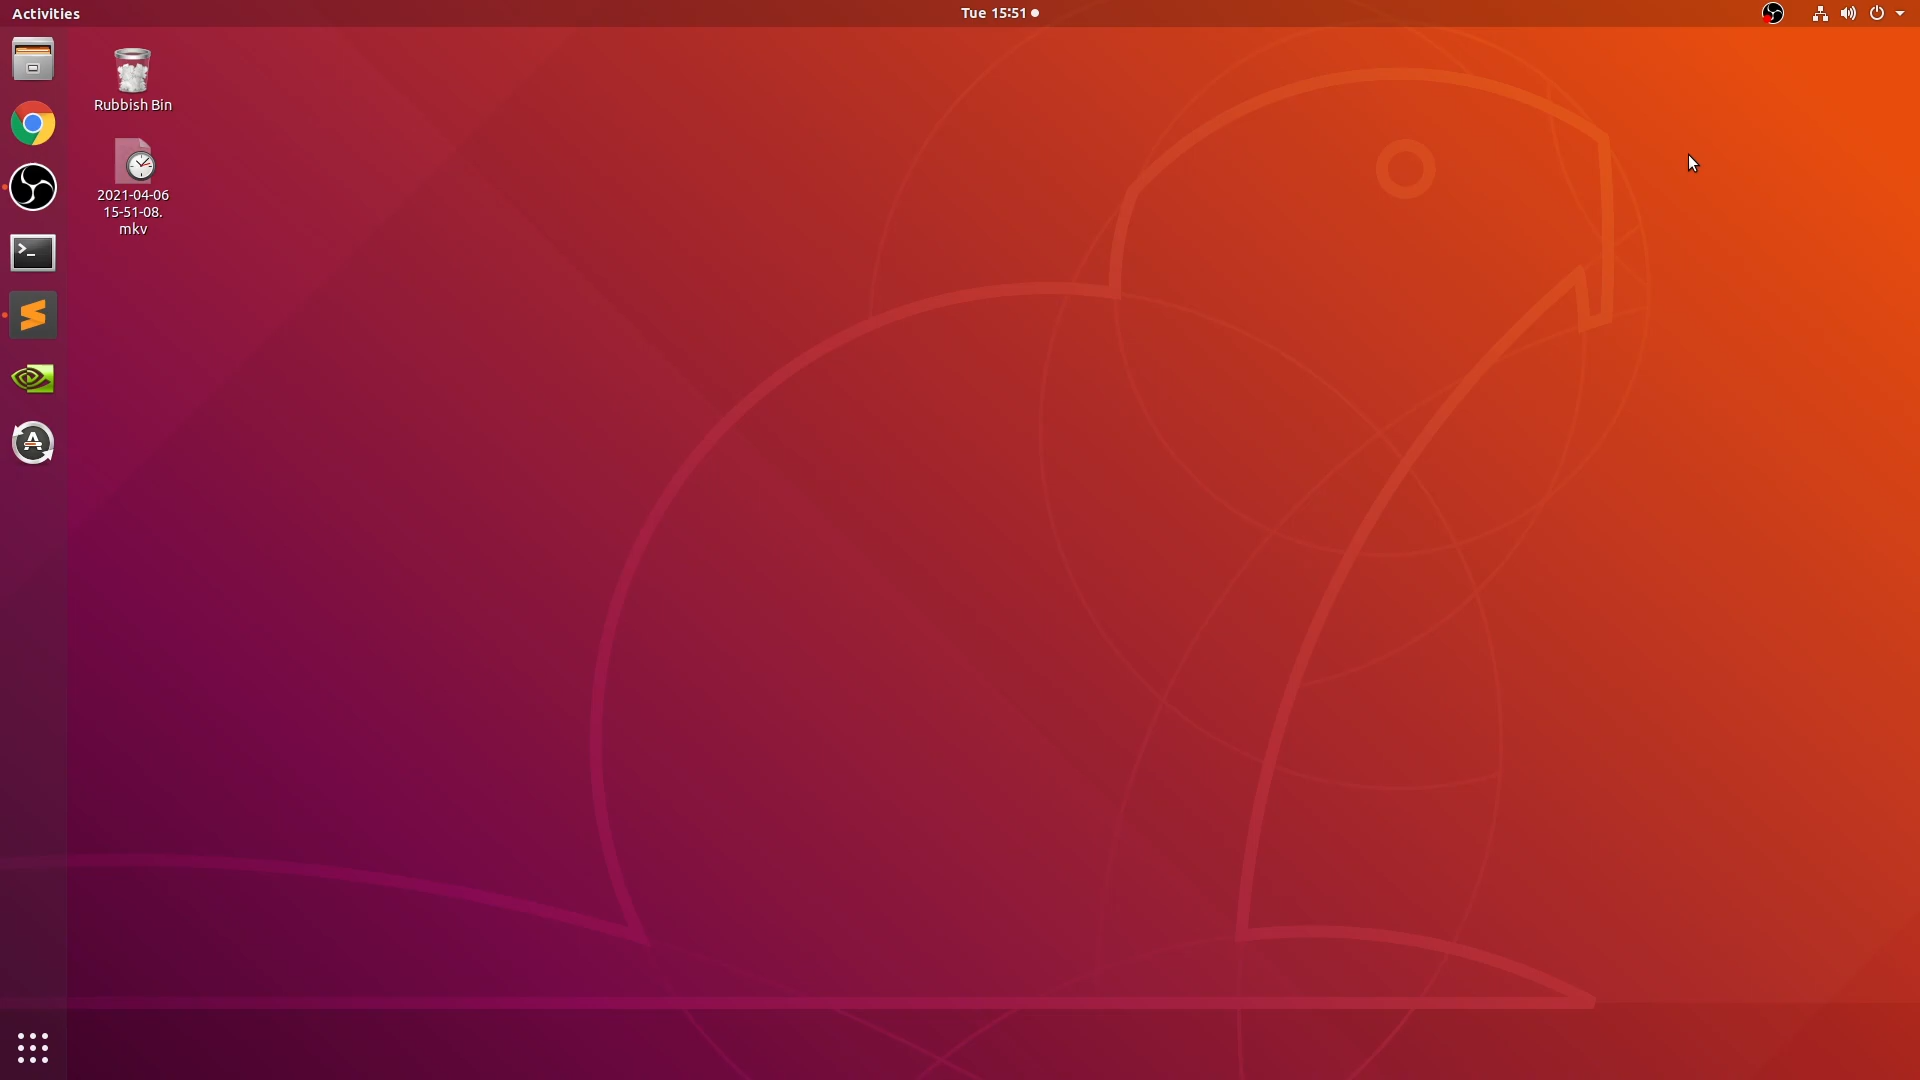 Activities
Tue 15:51
Rubbish Bin
2021-04-06
15-51-08.
mkv